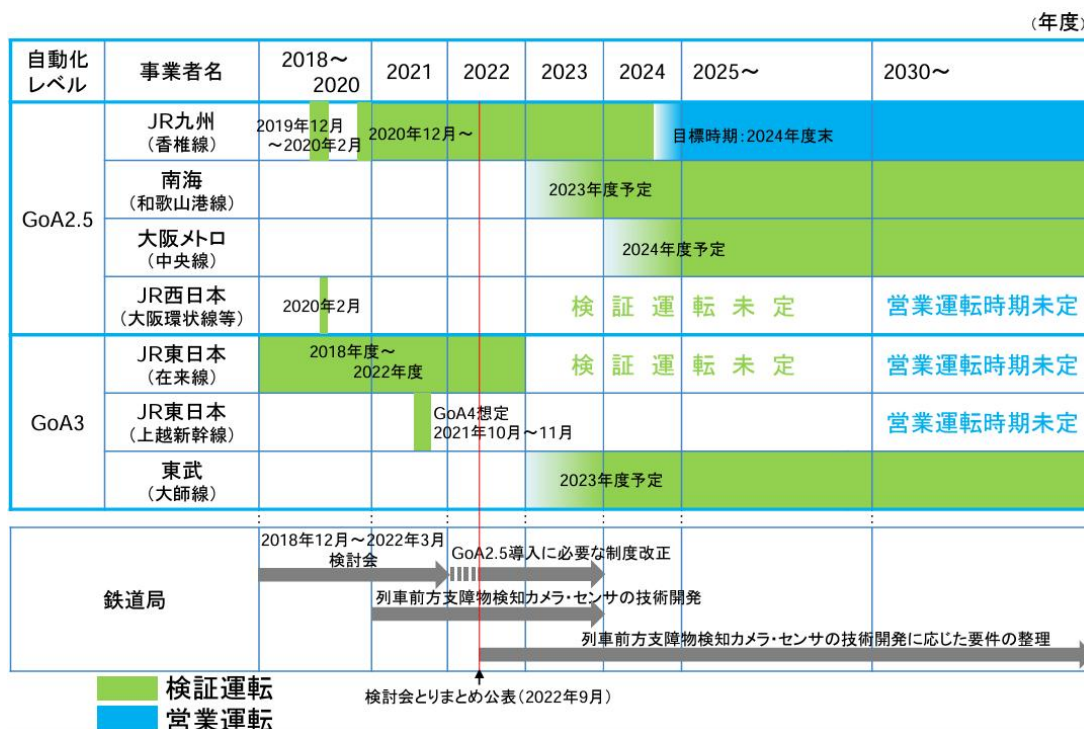 (年度)
自動化
レベル
事業者名
2018～
2020
2021
2022
2023
2024
2025～
2030～
GoA2.5
JR九州
(香椎線)
2019年12月
～2020年2月
2020年12月～
目標時期:2024年度末
南海
(和歌山港線)
2023年度予定
大阪メトロ
(中央線)
2024年度予定
JR西日本
(大阪環状線等)
2020年2月
検証運転未定
営業運転時期未定
GoA3
JR東日本
(在来線)
2018年度～
2022年度
検証運転未定
営業運転時期未定
JR東日本
(上越新幹線)
GoA4想定
2021年10月～11月
営業運転時期未定
東武
(大師線)
2023年度予定
鉄道局
2018年12月～2022年3月
検討会
GoA2.5導入に必要な制度改正
列車前方支障物検知カメラ・センサの技術開発
列車前方支障物検知カメラ・センサの技術開発に応じた要件の整理
検討会とりまとめ公表(2022年9月)
検証運転
営業運転